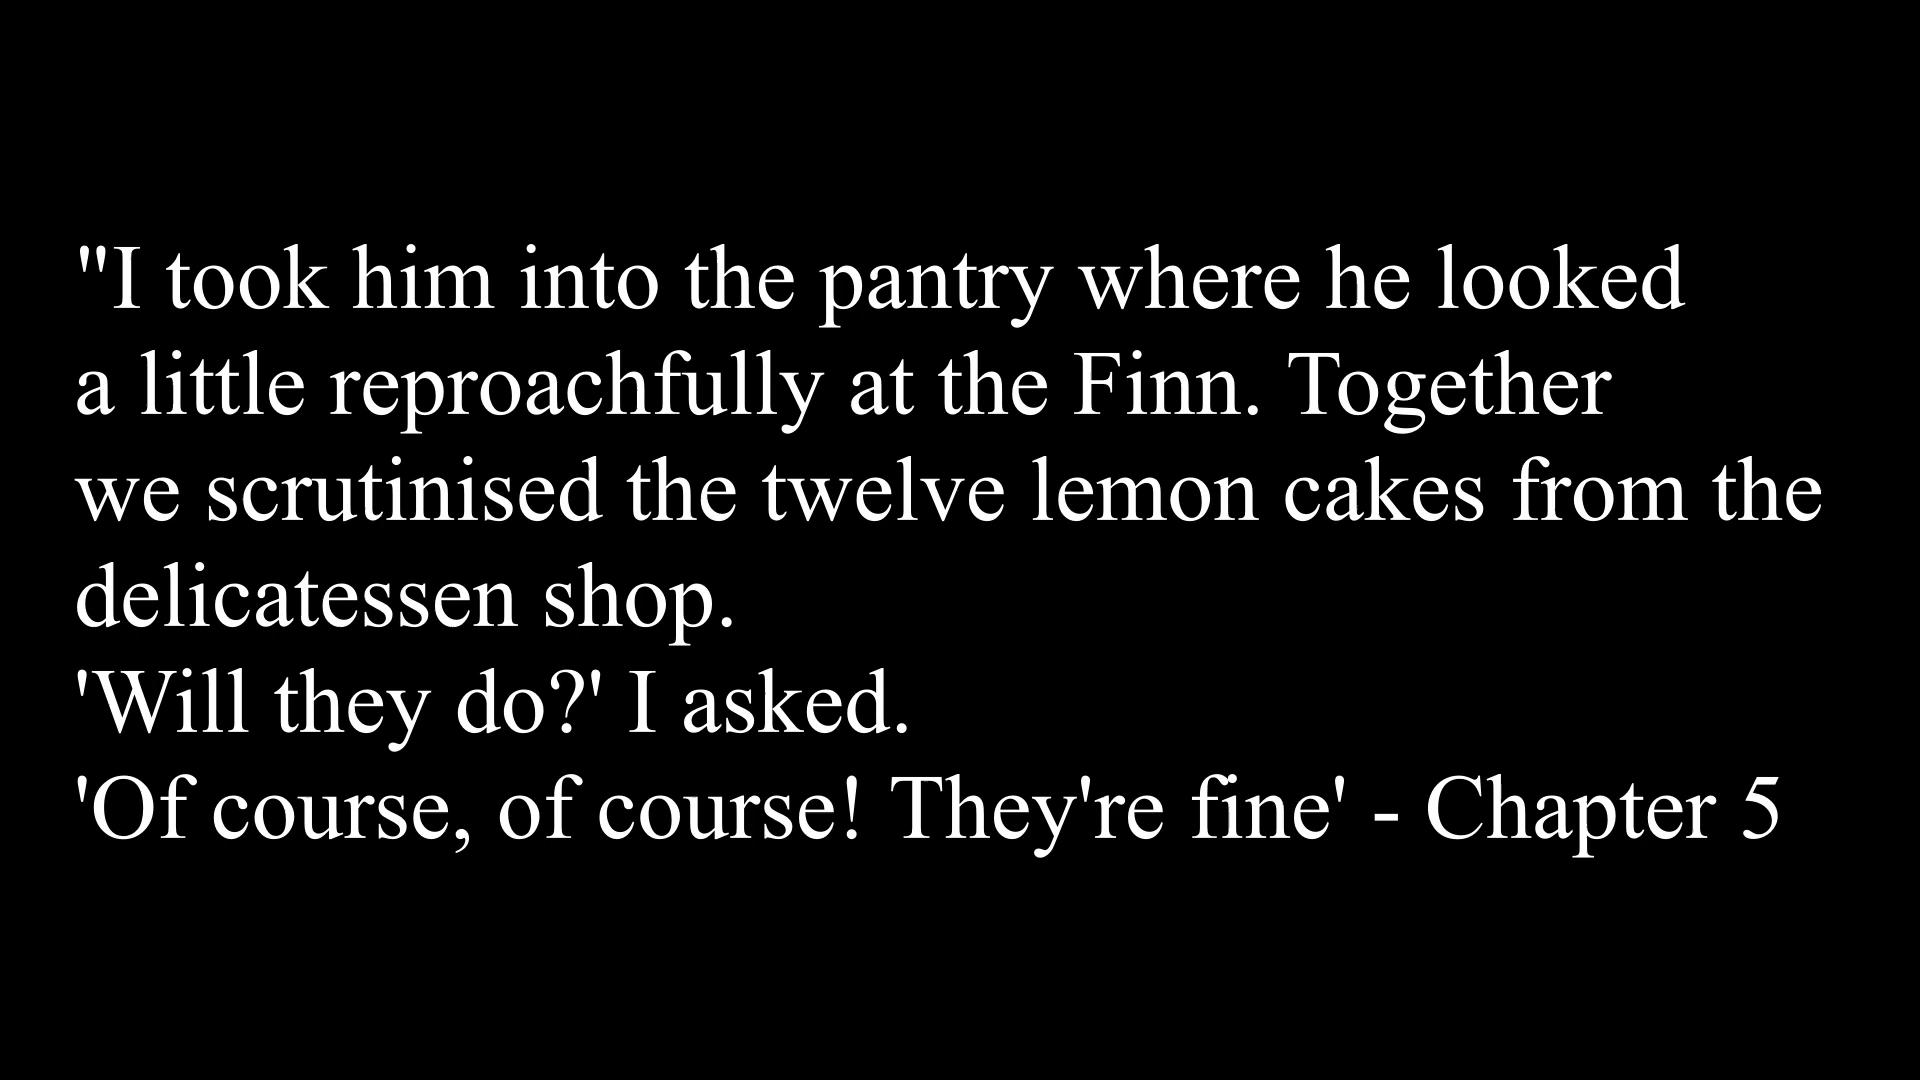 "I took him into the pantry where he looked
a little reproachfully at the Finn. Together
we scrutinised the twelve lemon cakes from the
delicatessen shop.
'Will they do?' I asked.
'Of course, of course! They're fine' - Chapter 5